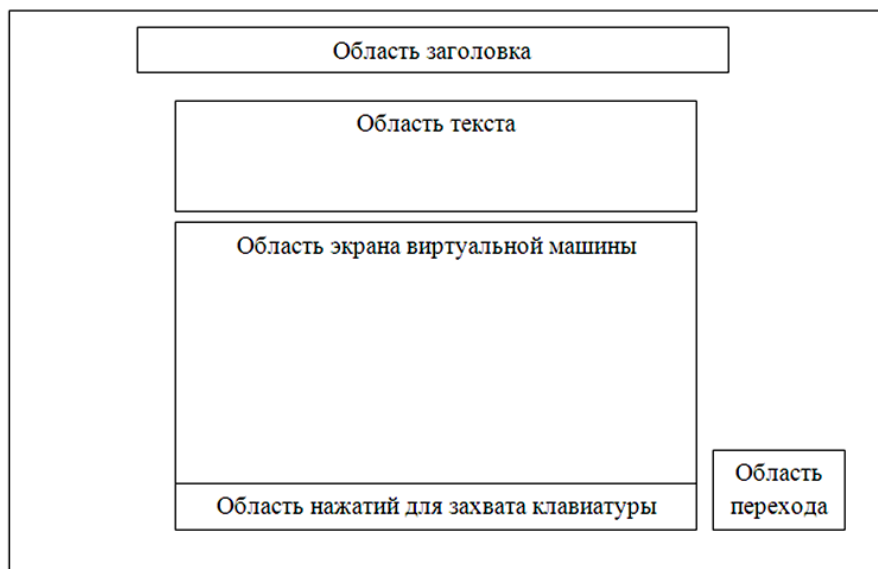 Область заголовка
Область текста
Область экрана виртуальной машины
Область нажатий для захвата клавиатуры
Область
перехода